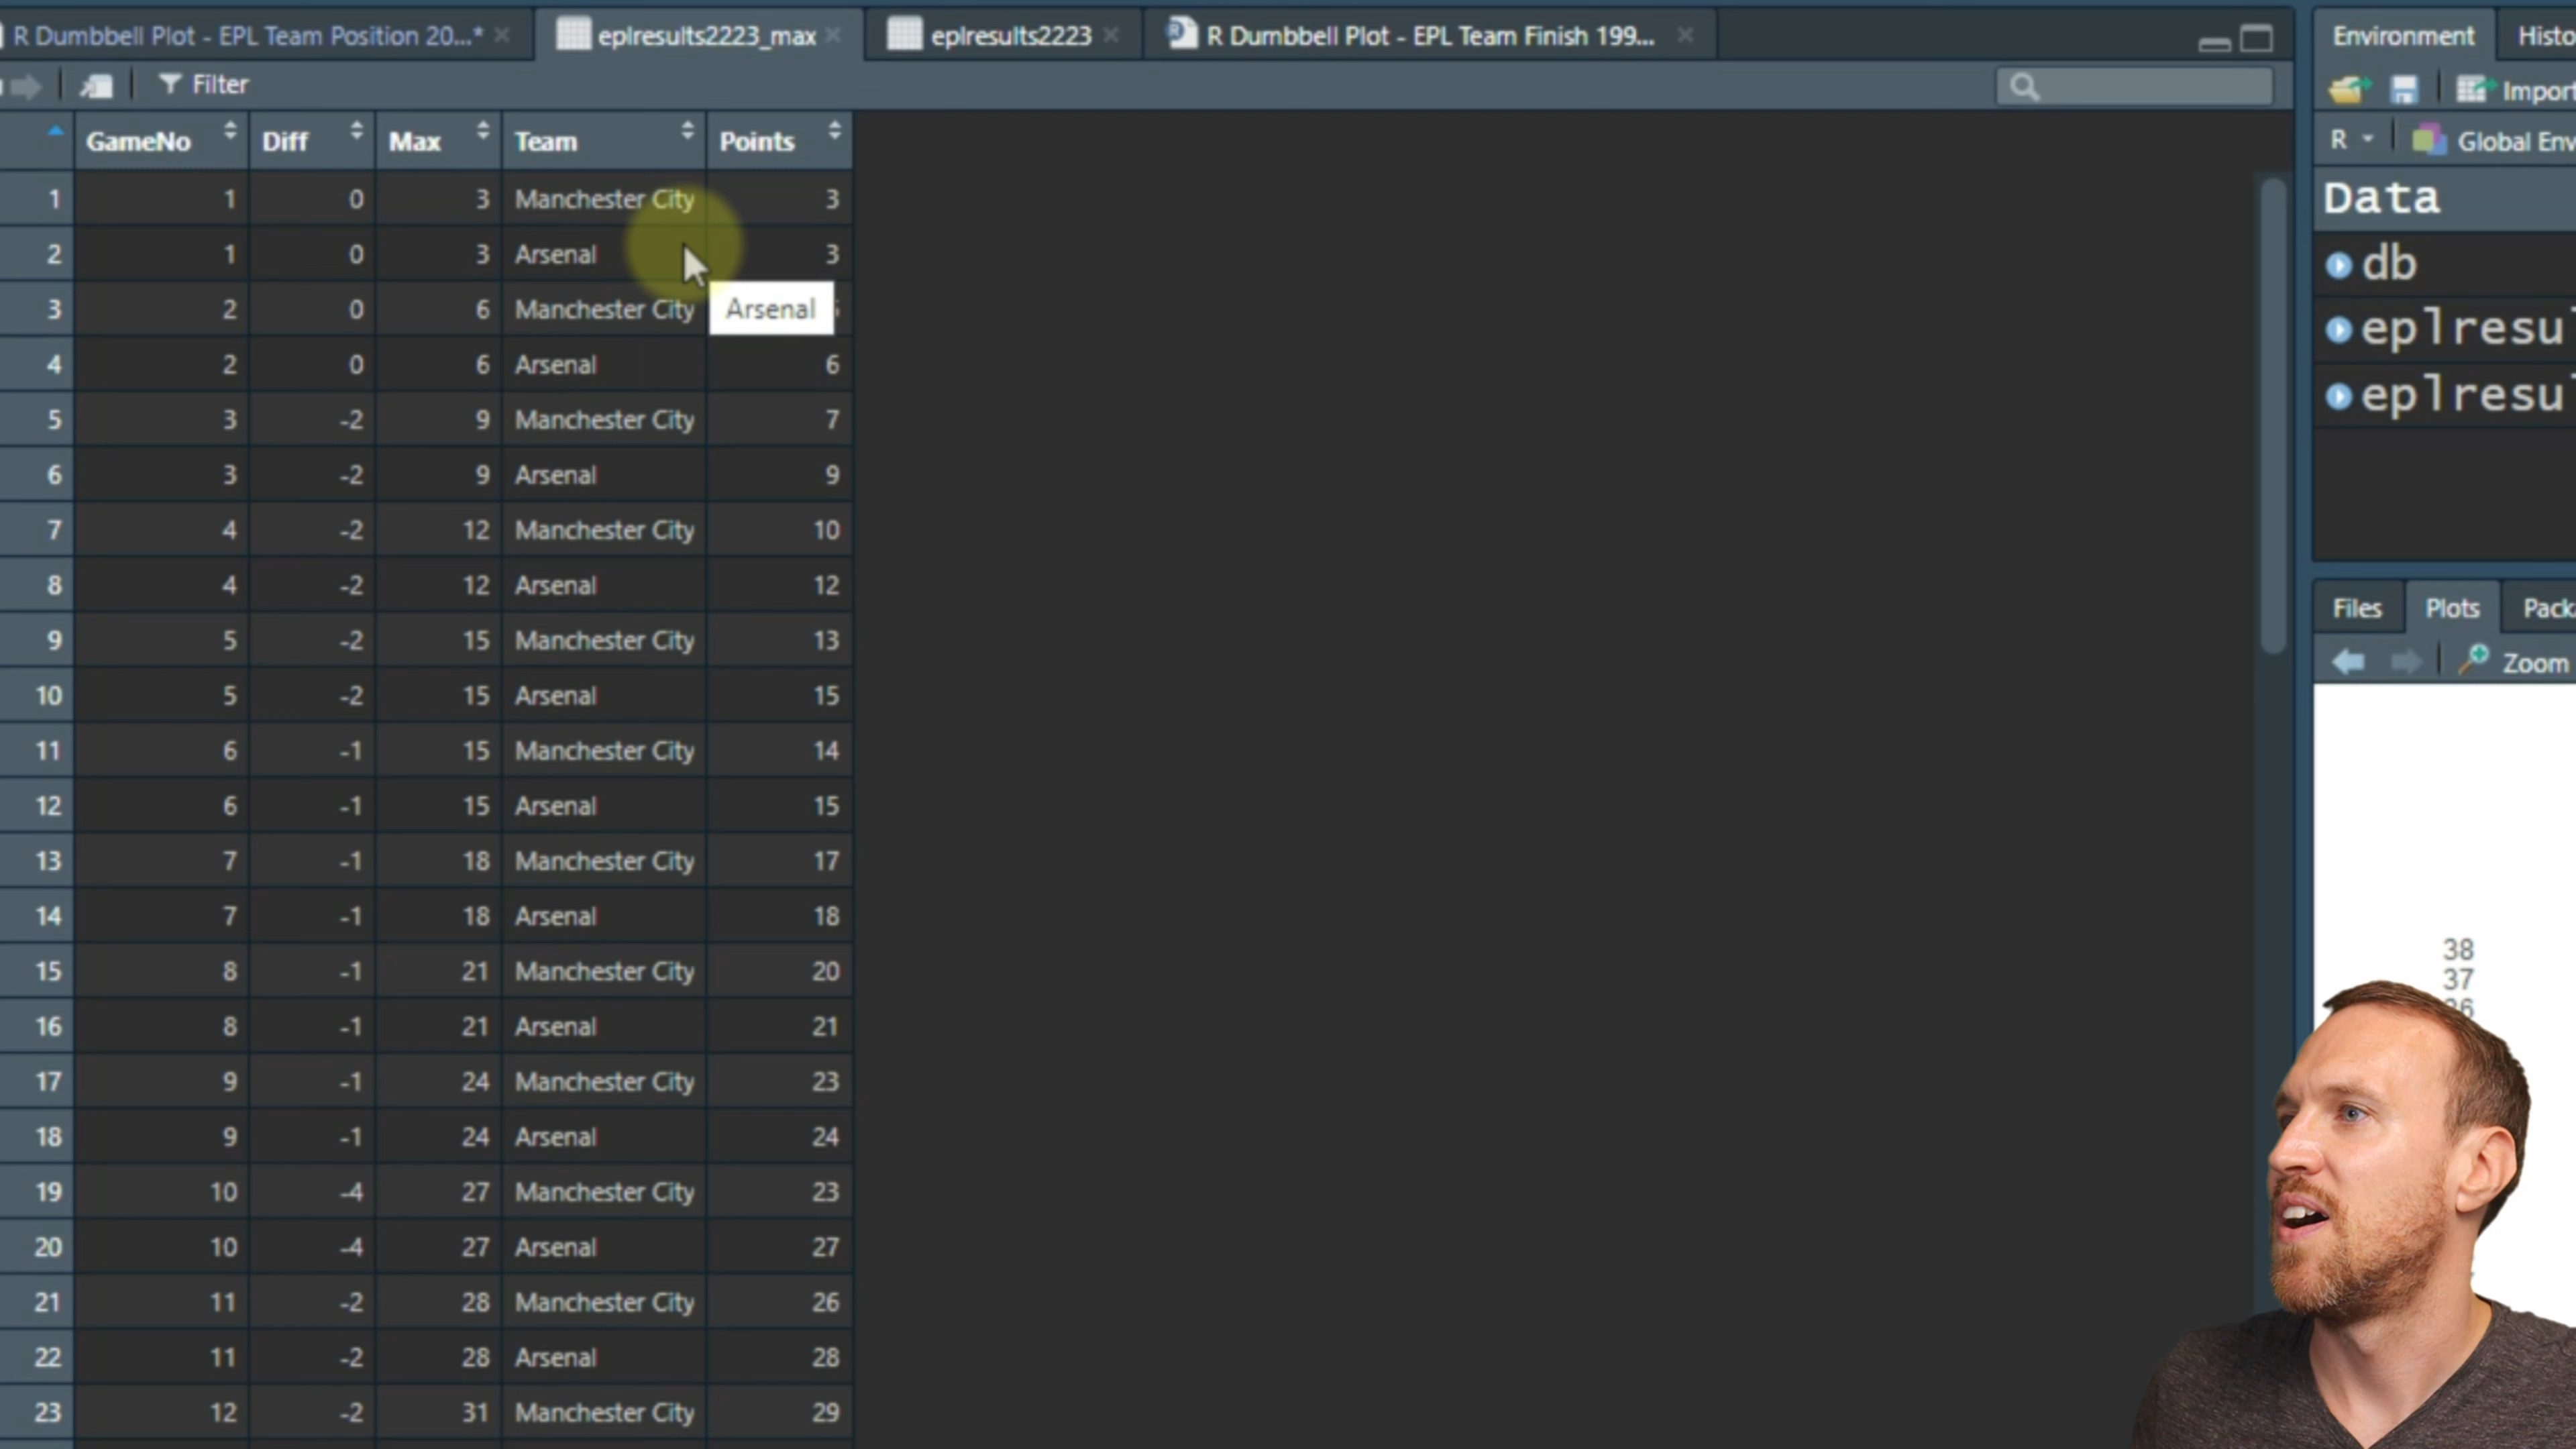 R Dumbbell Plot - EPL Team Position 20...* eplresults2223_max eplresults2223 R Dumbbell Plot - EPL Team Finish 199...
Filter
GameNo Diff Max Team Points
1 1 0 3 Manchester City 3
2 1 0 3 Arsenal 3
3 2 0 6 Manchester City
Arsenal
4 2 0 6 Arsenal 6
5 3 -2 9 Manchester City 7
6 3 -2 9 Arsenal 9
7 4 -2 12 Manchester City 10
8 4 -2 12 Arsenal 12
9 5 -2 15 Manchester City 13
10 5 -2 15 Arsenal 15
11 6 -1 15 Manchester City 14
12 6 -1 15 Arsenal 15
13 7 -1 18 Manchester City 17
14 7 -1 18 Arsenal 18
15 8 -1 21 Manchester City 20
16 8 -1 21 Arsenal 21
17 9 -1 24 Manchester City 23
18 9 -1 24 Arsenal 24
19 10 -4 27 Manchester City 23
20 10 -4 27 Arsenal 27
21 11 -2 28 Manchester City 26
22 11 -2 28 Arsenal 28
23 12 -2 31 Manchester City 29
Environment Histo
Import
R Global Env
Data
db
eplresu
eplresu
Files Plots Packa
Zoom
38
37